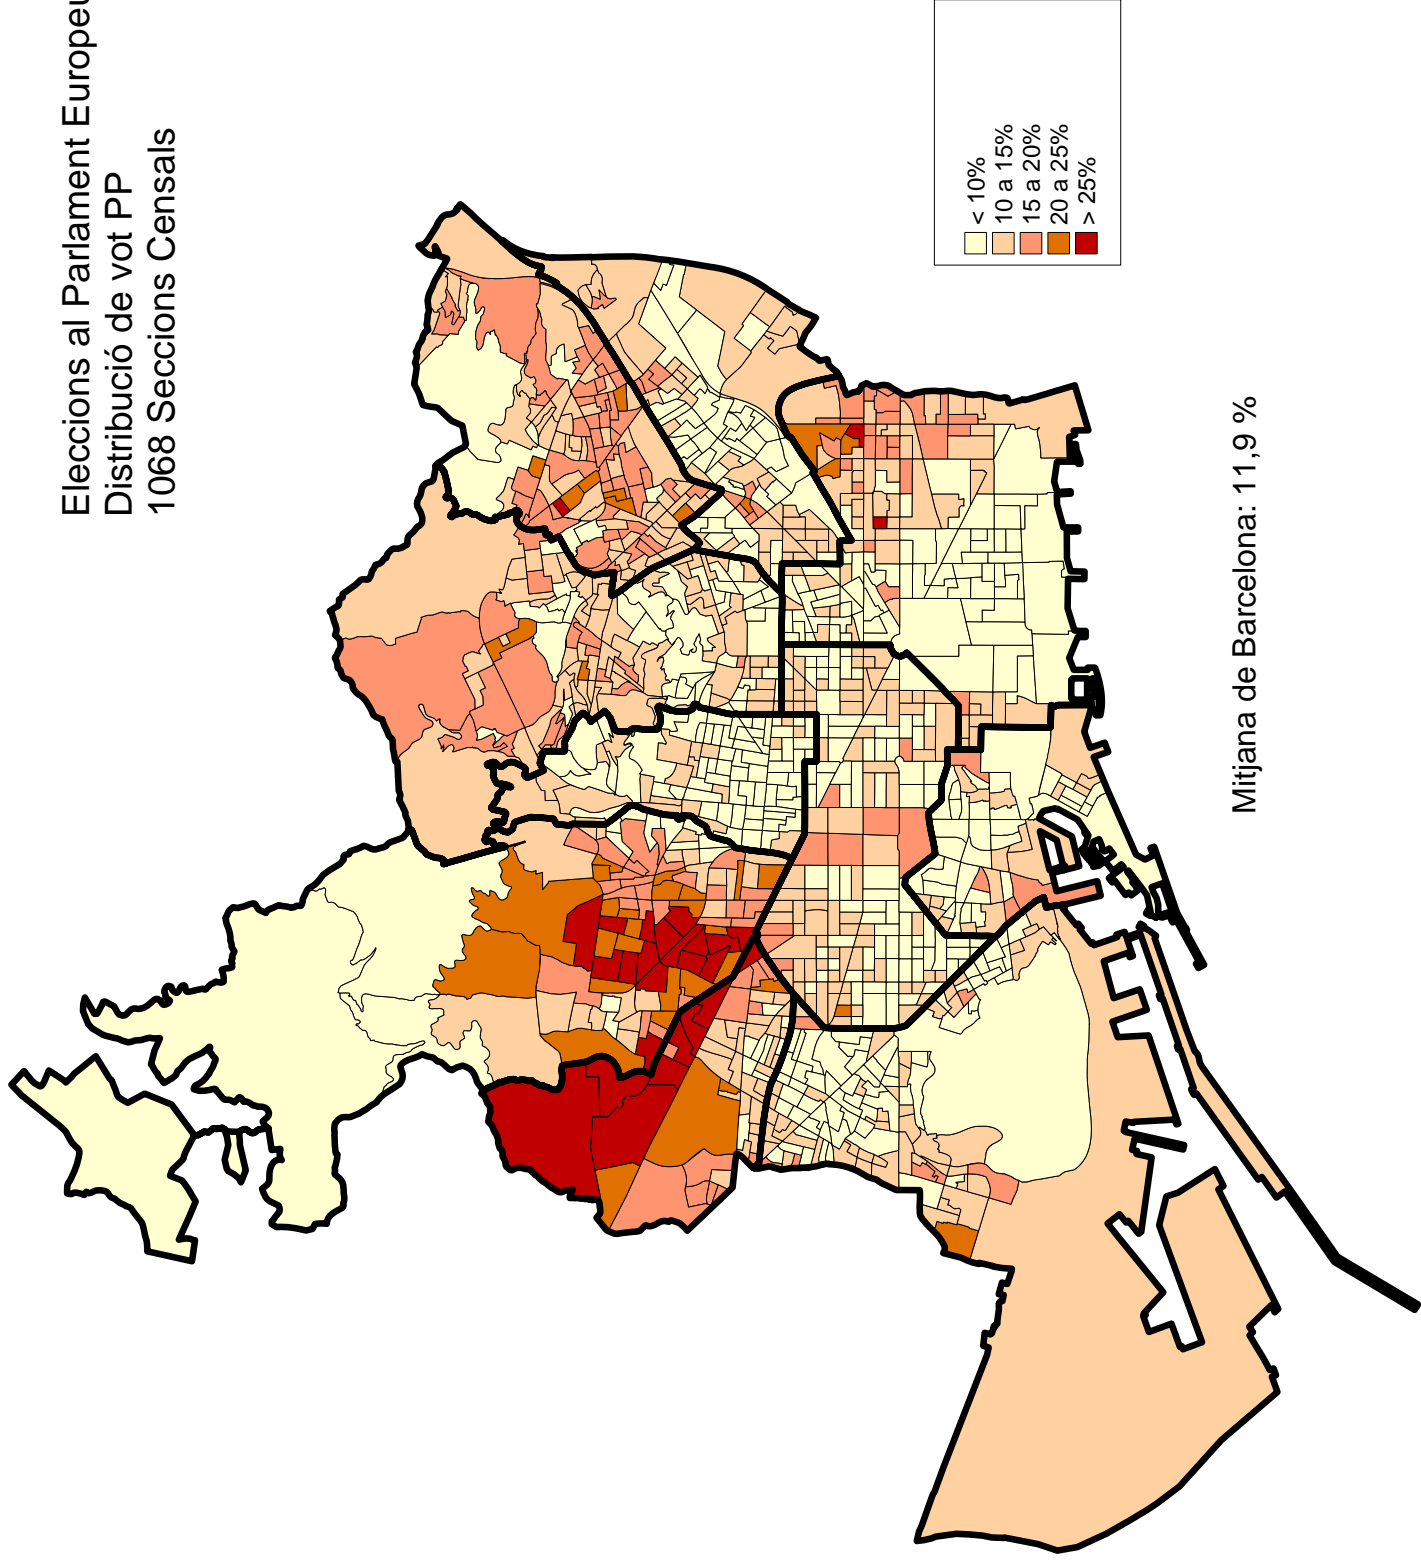 Eleccions al Parlament Europeu
Distribució de vot PP
1068 Seccions Censals
< 10%
10 a 15%
15 a 20%
20 a 25%
> 25%
Mitjana de Barcelona: 11,9 %